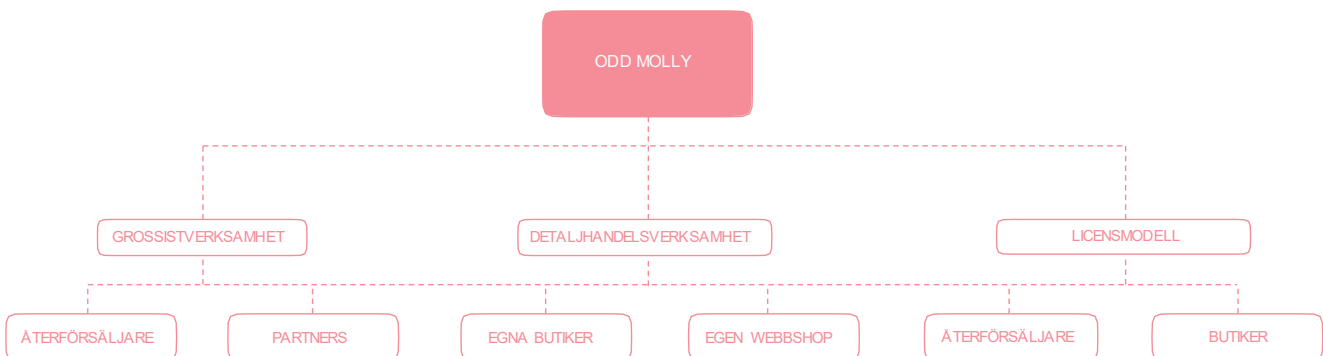 ODD MOLLY
GROSSISTVERKSAMHET
DETALJHANDELSVERKSAMHET
LICENSMODELL
ÅTERFÖRSÄLJARE
PARTNERS
EGNA BUTIKER
EGEN WEBBSHOP
ÅTERFÖRSÄLJARE
BUTIKER